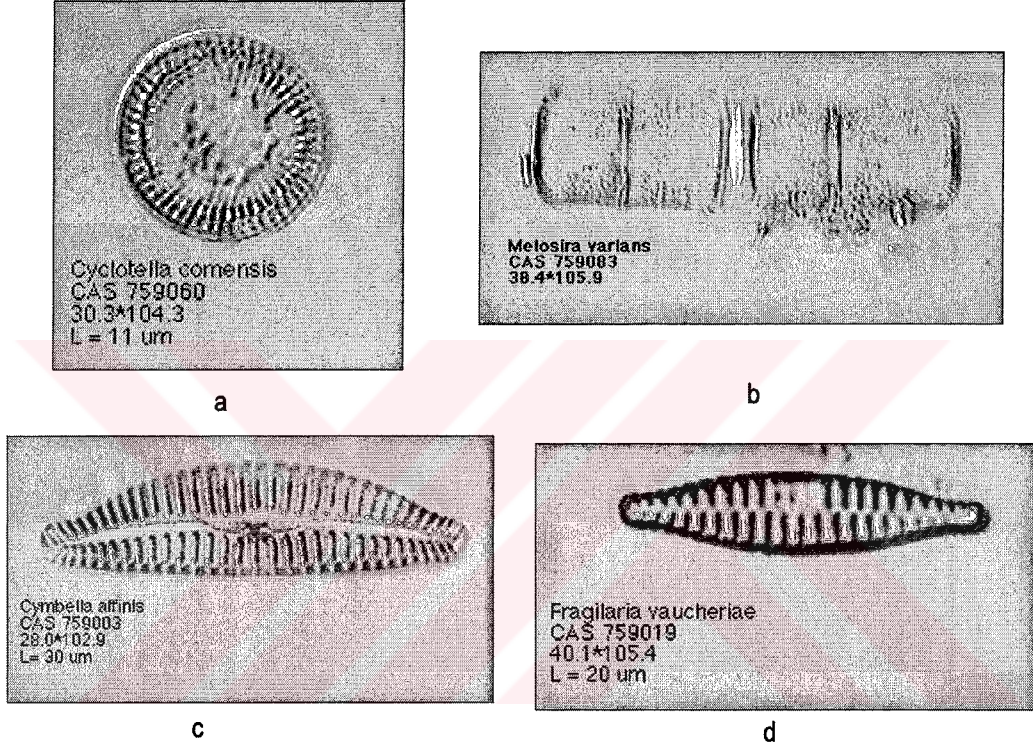 Cyclotella comensis
CAS 759060
30.3*104.3
L = 11 um
a
Melosira varians
CAS 759083
38.4*105.9
b
Cymbella affinis
CAS 759003
28.0*102.9
L= 30 um
c
Fragilaria vaucheriae
CAS 759019
40.1*105.4
L = 20 um
d